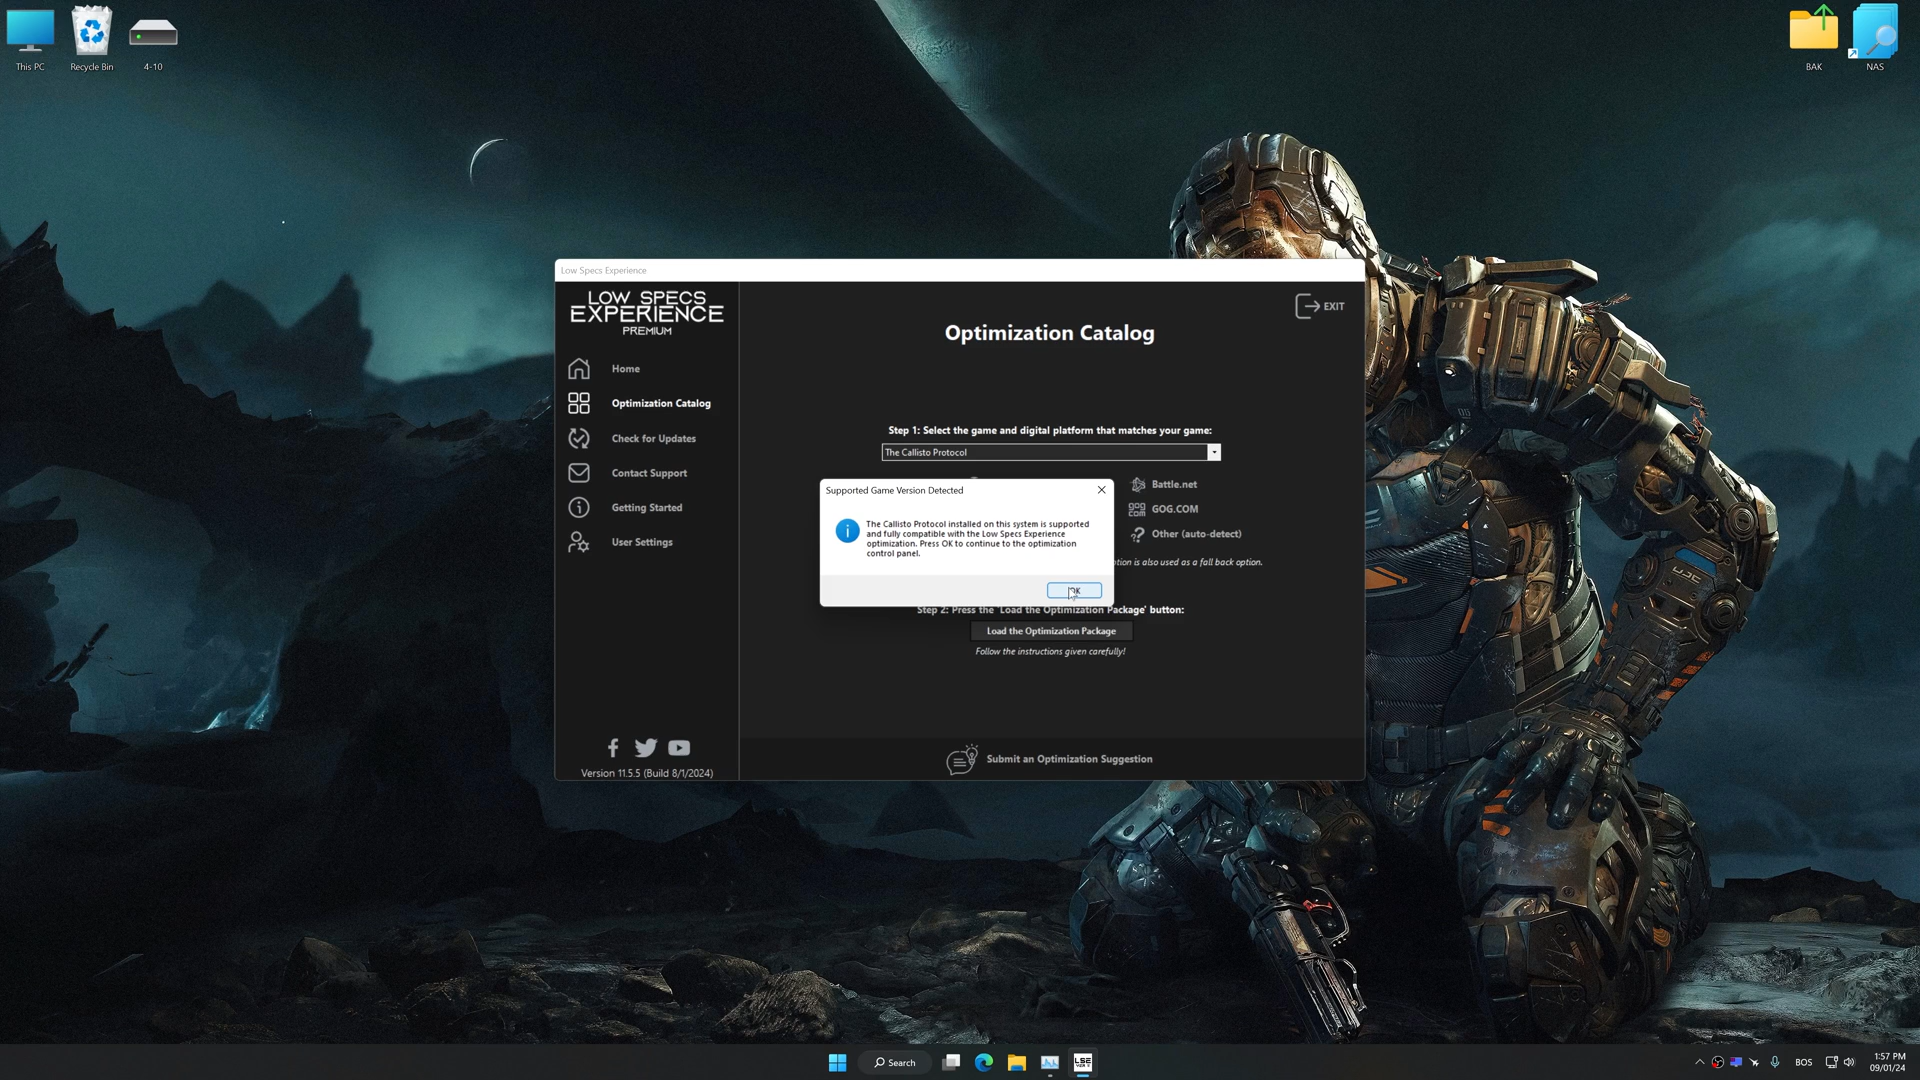 This PC
Recycle Bin
4-10
BAK
NAS
Low Specs Experience
LOW SPECS
EXPERIENCE
PREMIUM
EXIT
Optimization Catalog
Home
Optimization Catalog
Check for Updates
Contact Support
Getting Started
User Settings
Step 1: Select the game and digital platform that matches your game:
The Callisto Protocol
Battle.net
GOG.COM
Other (auto-detect)
is also used as a fall back option.
Supported Game Version Detected
The Callisto Protocol installed on this system is supported
and fully compatible with the Low Specs Experience
optimization. Press OK to continue to the optimization
control panel.
Step 2: Press the 'Load the Optimization Package' button:
Load the Optimization Package
Follow the instructions given carefully!
Submit an Optimization Suggestion
Version 11.5.5 (Build 8/1/2024)
Search
LSE
BOS
1:57 PM
09/01/24